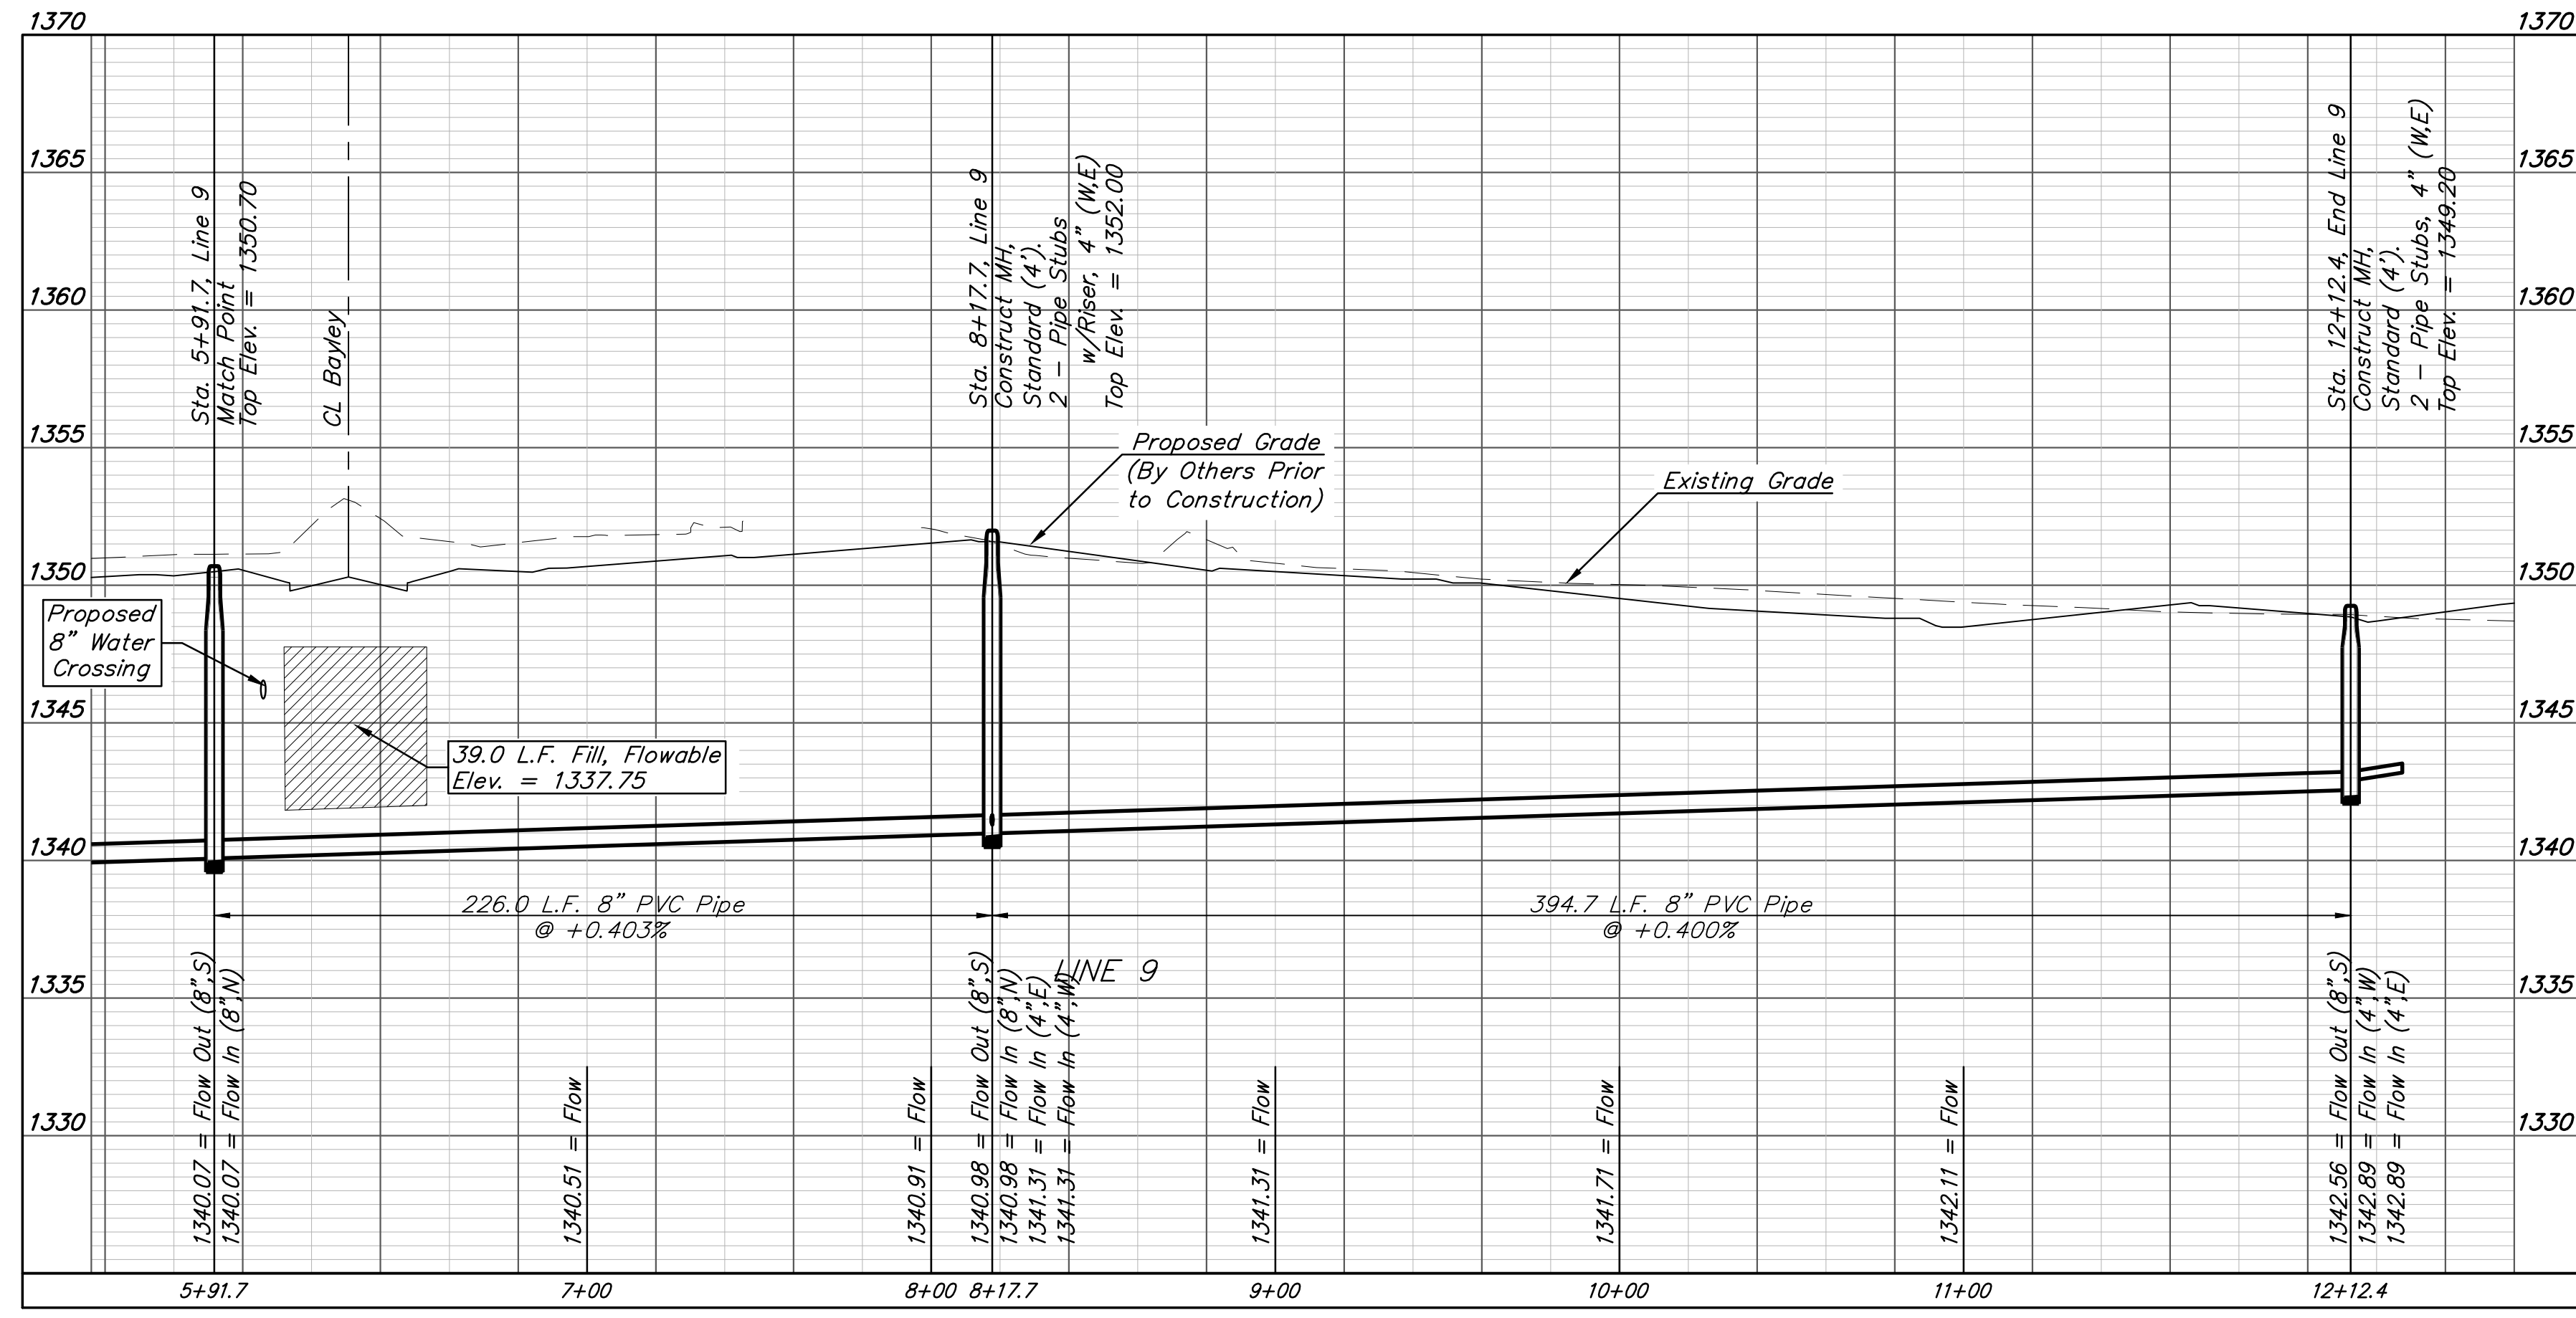 1370
1370
1365
1365
1360
1360
1355
1355
1350
1350
1345
1345
1340
1340
1335
1335
1330
1330
Sta. 5+91.7, Line 9
Match Point
Top Elev. = 1350.70
CL Bayley
Sta. 8+17.7, Line 9
Construct MH,
Standard (4').
2 - Pipe Stubs
w/Riser, 4" (W,E)
Top Elev. = 1352.00
Sta. 12+12.4, End Line 9
Construct MH,
Standard (4').
2 - Pipe Stubs, 4" (W,E)
Top Elev. = 1349.20
Proposed Grade
(By Others Prior
to Construction)
Existing Grade
Proposed
8" Water
Crossing
39.0 L.F. Fill, Flowable
Elev. = 1337.75
226.0 L.F. 8" PVC Pipe
@ +0.403%
394.7 L.F. 8" PVC Pipe
@ +0.400%
LINE 9
1340.07 = Flow Out (8",S)
1340.07 = Flow In (8",N)
1340.51 = Flow
1340.91 = Flow
1340.98 = Flow Out (8",S)
1340.98 = Flow In (8",N)
1341.31 = Flow In (4",E)
1341.31 = Flow In (4",W)
1341.31 = Flow
1341.71 = Flow
1342.11 = Flow
1342.56 = Flow Out (8",S)
1342.89 = Flow In (4",W)
1342.89 = Flow In (4",E)
5+91.7
7+00
8+00
8+17.7
9+00
10+00
11+00
12+12.4